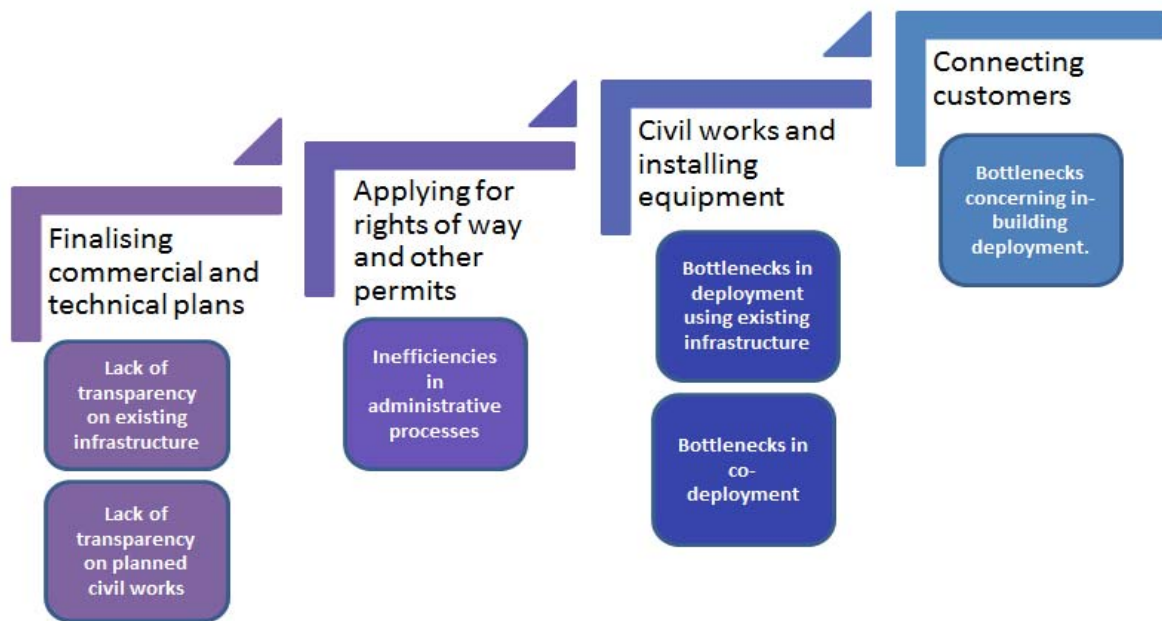 Finalising
commercial and
technical plans
Lack of
transparency
on existing
infrastructure
Lack of
transparency
on planned
civil works
Applying for
rights of way
and other
permits
Inefficiencies
in
administrative
processes
Civil works and
installing
equipment
Bottlenecks in
deployment
using existing
infrastructure
Bottlenecks in
co-
deployment
Connecting
customers
Bottlenecks
concerning in-
building
deployment.